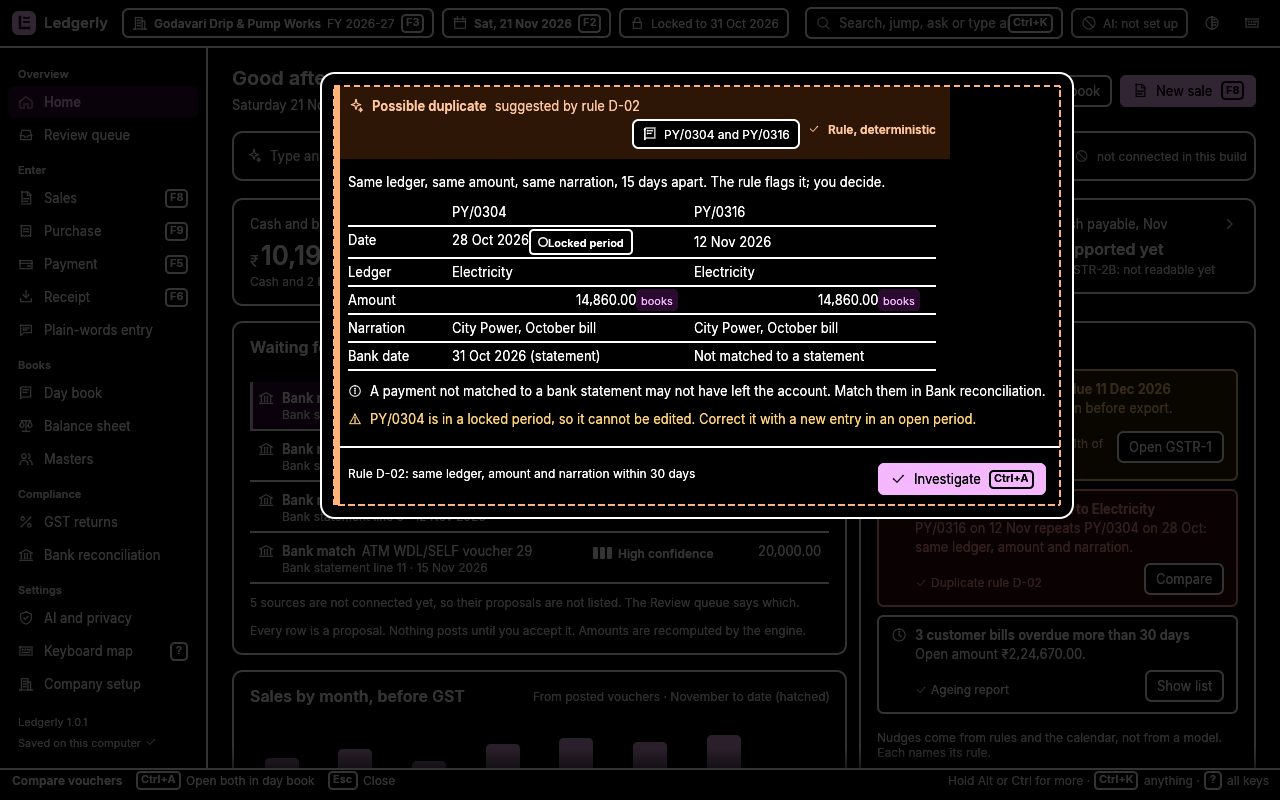 Ledgerly
Godavari Drip & Pump Works FY 2026-27 F3
Sat, 21 Nov 2026 F2
Locked to 31 Oct 2026
Search, jump, ask or type a Ctrl+K
AI: not set up
Overview
Home
Review queue
Enter
Sales F8
Purchase F9
Payment F5
Receipt F6
Plain-words entry
Books
Day book
Balance sheet
Masters
Compliance
GST returns
Bank reconciliation
Settings
AI and privacy
Keyboard map ?
Company setup
Ledgerly 1.0.1
Saved on this computer
Good afte
Saturday 21 No
book
New sale F8
Type an
not connected in this build
Cash and b
₹10,19
Cash and 2 b
h payable, Nov
pported yet
STR-2B: not readable yet
Possible duplicate suggested by rule D-02
PY/0304 and PY/0316
Rule, deterministic
Same ledger, same amount, same narration, 15 days apart. The rule flags it; you decide.
PY/0304 PY/0316
Date 28 Oct 2026 Locked period 12 Nov 2026
Ledger Electricity Electricity
Amount 14,860.00 books 14,860.00 books
Narration City Power, October bill City Power, October bill
Bank date 31 Oct 2026 (statement) Not matched to a statement
A payment not matched to a bank statement may not have left the account. Match them in Bank reconciliation.
PY/0304 is in a locked period, so it cannot be edited. Correct it with a new entry in an open period.
Rule D-02: same ledger, amount and narration within 30 days
Investigate Ctrl+A
Waiting fo
Bank m
Bank s
Bank m
Bank s
Bank m
Bank match ATM WDL/SELF voucher 29
Bank statement line 11 · 15 Nov 2026
High confidence
20,000.00
5 sources are not connected yet, so their proposals are not listed. The Review queue says which.
Every row is a proposal. Nothing posts until you accept it. Amounts are recomputed by the engine.
Sales by month, before GST
From posted vouchers · November to date (hatched)
due 11 Dec 2026
n before export.
th of
Open GSTR-1
to Electricity
PY/0316 on 12 Nov repeats PY/0304 on 28 Oct:
same ledger, amount and narration.
Duplicate rule D-02
Compare
3 customer bills overdue more than 30 days
Open amount ₹2,24,670.00.
Ageing report
Show list
Nudges come from rules and the calendar, not from a model.
Each names its rule.
Compare vouchers Ctrl+A Open both in day book Esc Close
Hold Alt or Ctrl for more · Ctrl+K anything · ? all keys